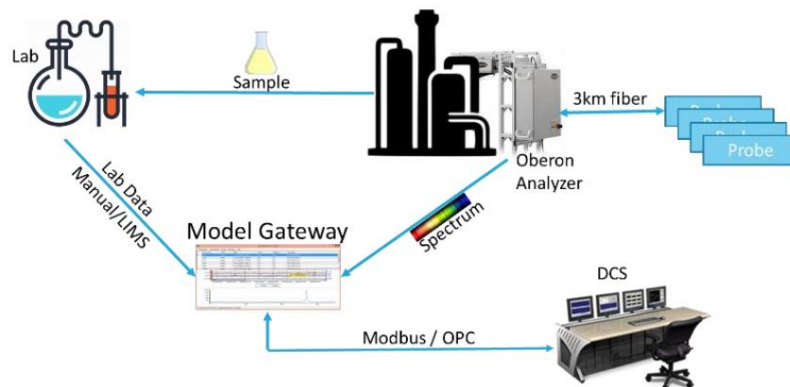 Lab
Sample
3km fiber
Probe
Oberon
Analyzer
Lab Data
Manual/LIMS
Spectrum
Model Gateway
DCS
Modbus / OPC